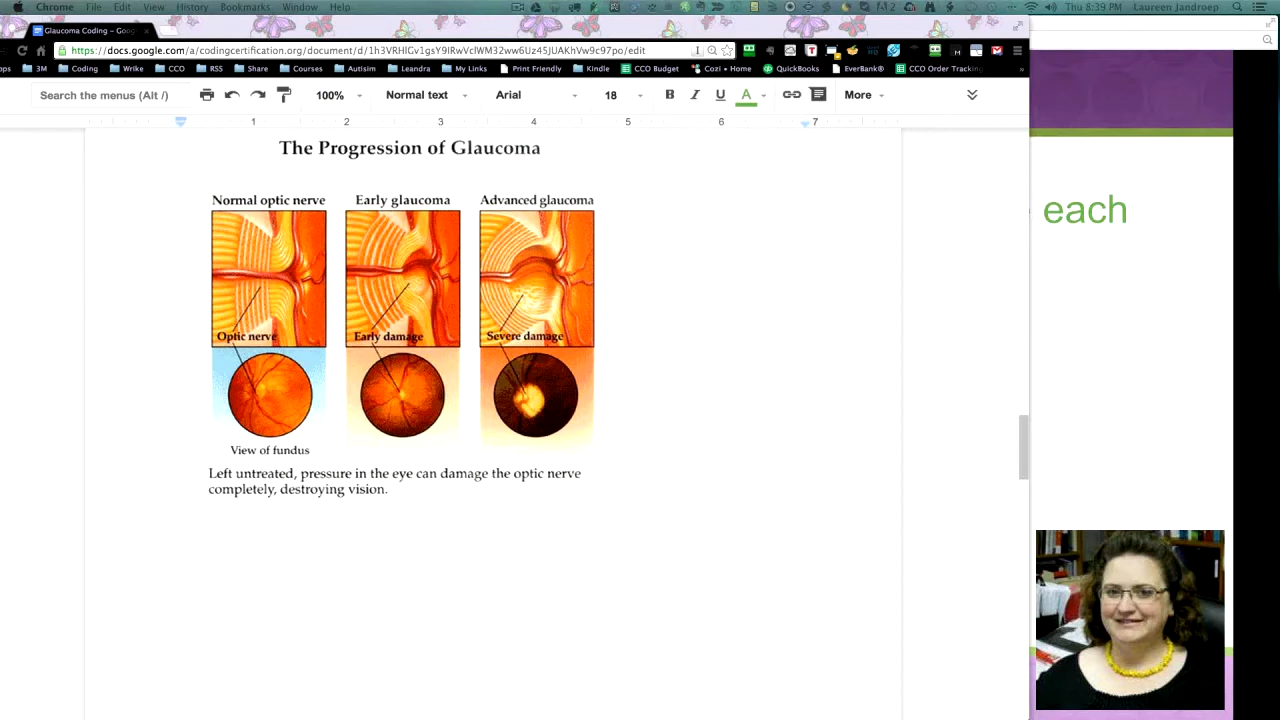 Chrome File Edit View History Bookmarks Window Help Thu 8:39 PM Laureen Jandroep
Glaucoma Coding – Goog
https://docs.google.com/a/codingcertification.org/document/d/1h3VRHlGv1gsY9IRwVclWM32ww6Uz45JUAKhVw9c97po/edit
pps 3M Coding Wrike CCO RSS Share Courses Autisim Leandra My Links Print Friendly Kindle CCO Budget Cozi • Home QuickBooks EverBank® CCO Order Tracking »
Search the menus (Alt /) 100% Normal text Arial 18 B I U A More
1 2 3 4 5 6 7
The Progression of Glaucoma
Normal optic nerve Early glaucoma Advanced glaucoma
each
Optic nerve Early damage Severe damage
View of fundus
Left untreated, pressure in the eye can damage the optic nerve
completely, destroying vision.